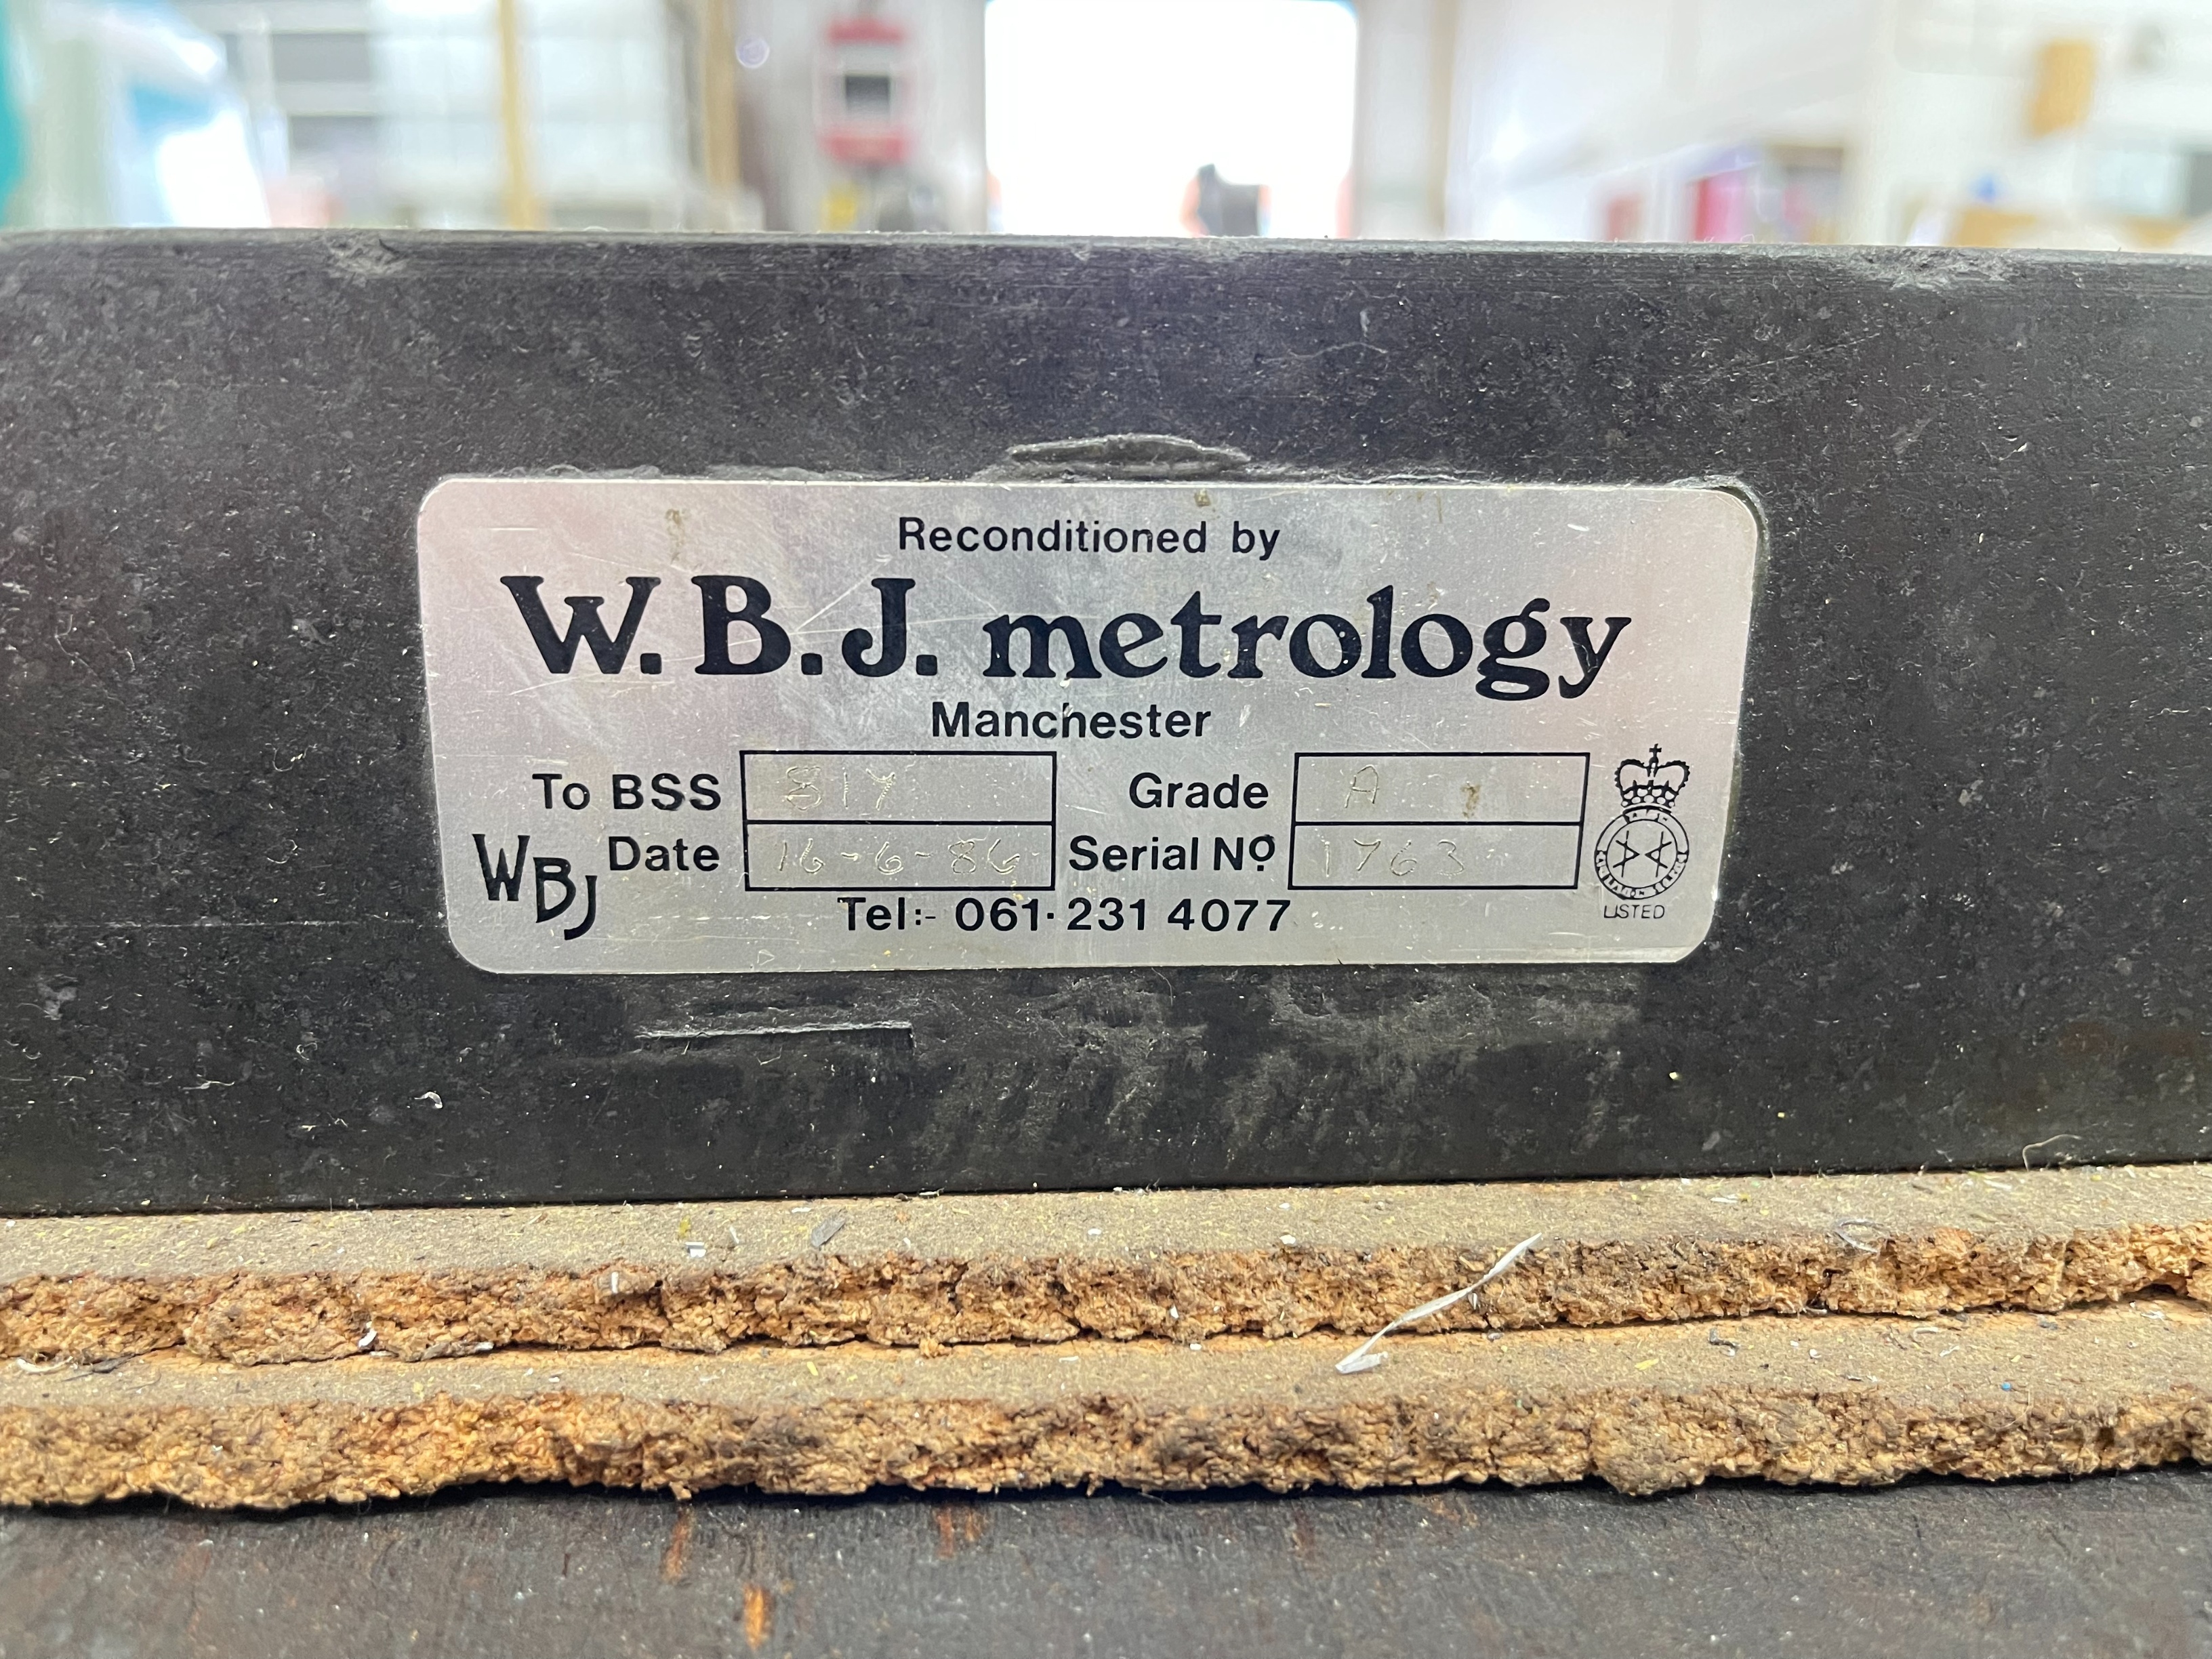 Reconditioned by
W.B.J. metrology
Manchester
To BSS 817 Grade A
Date 16-6-86 Serial Nº 1763
WBJ
Tel:- 061·231 4077
LISTED